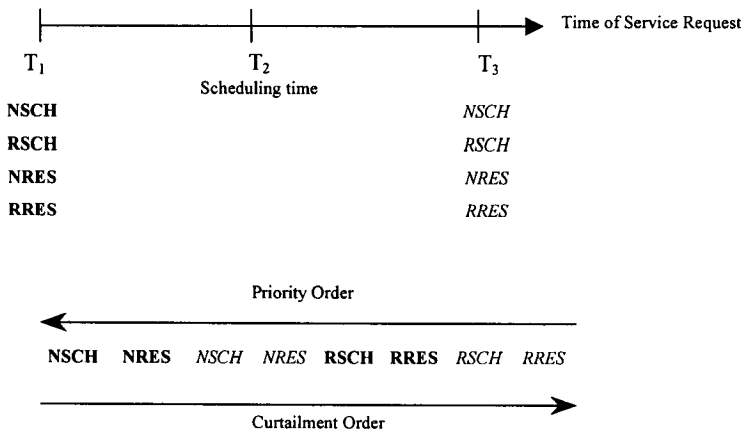 Time of Service Request
T1 T2 T3
Scheduling time
NSCH NSCH
RSCH RSCH
NRES NRES
RRES RRES
Priority Order
NSCH NRES NSCH NRES RSCH RRES RSCH RRES
Curtailment Order